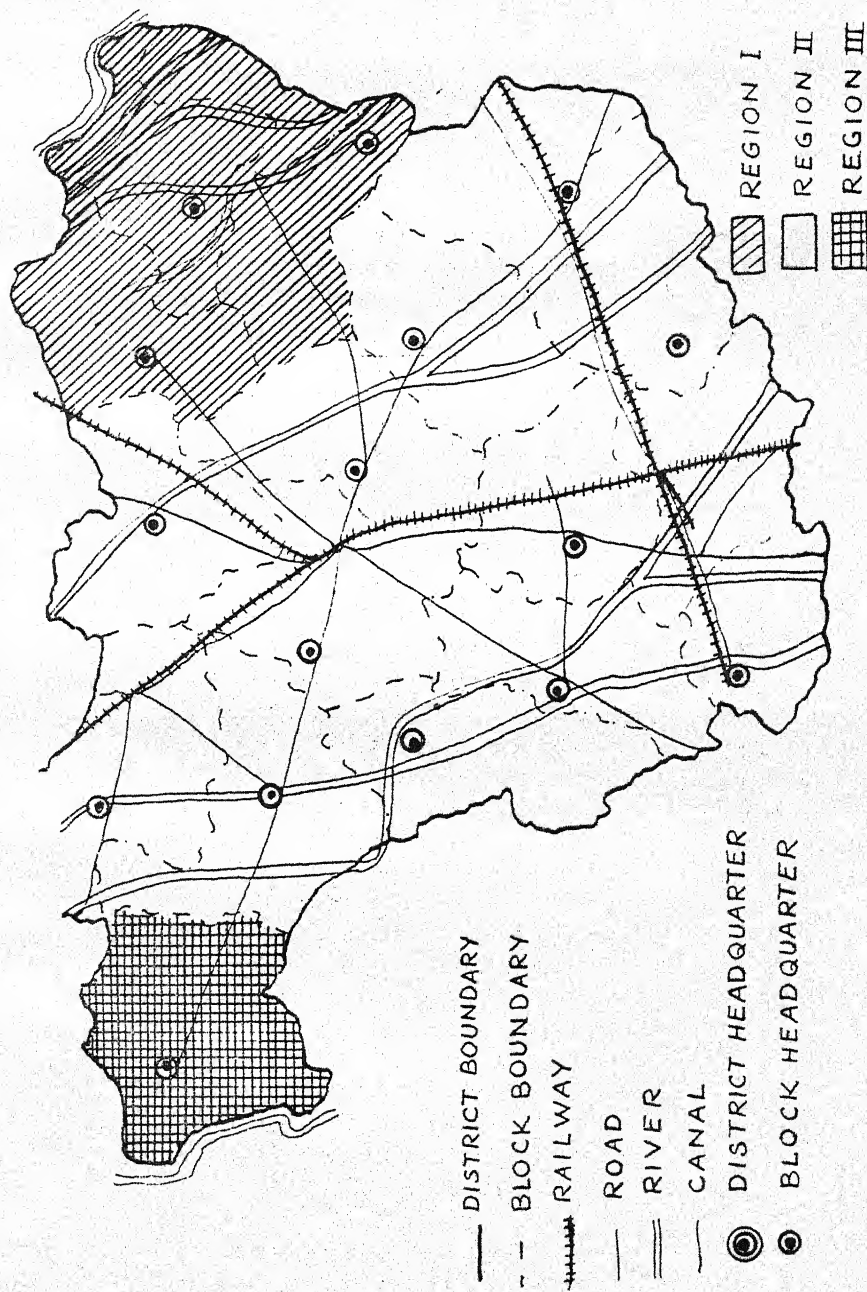 DISTRICT BOUNDARY
BLOCK BOUNDARY
RAILWAY
ROAD
RIVER
CANAL
DISTRICT HEADQUARTER
BLOCK HEADQUARTER
REGION I
REGION II
REGION III